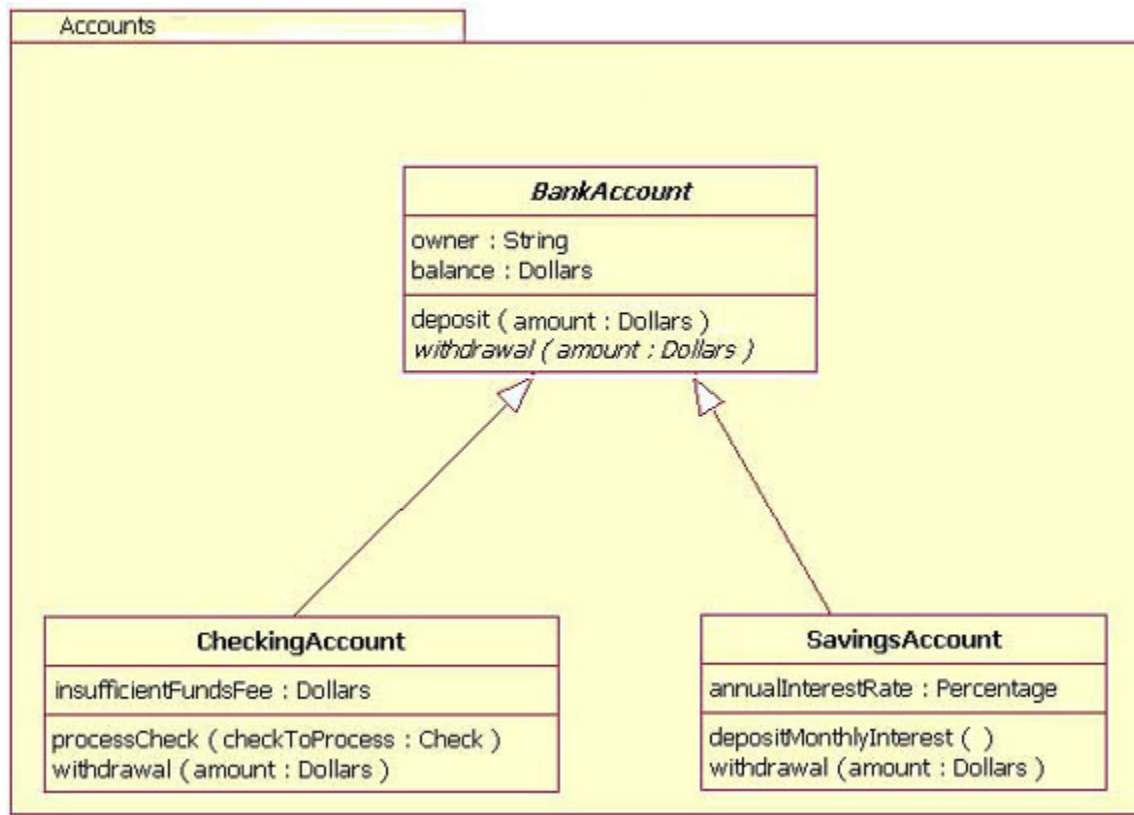 Accounts
BankAccount
owner : String
balance : Dollars
deposit ( amount : Dollars )
withdrawal ( amount : Dollars )
CheckingAccount
insufficientFundsFee : Dollars
processCheck ( checkToProcess : Check )
withdrawal ( amount : Dollars )
SavingsAccount
annualInterestRate : Percentage
depositMonthlyInterest ( )
withdrawal ( amount : Dollars )